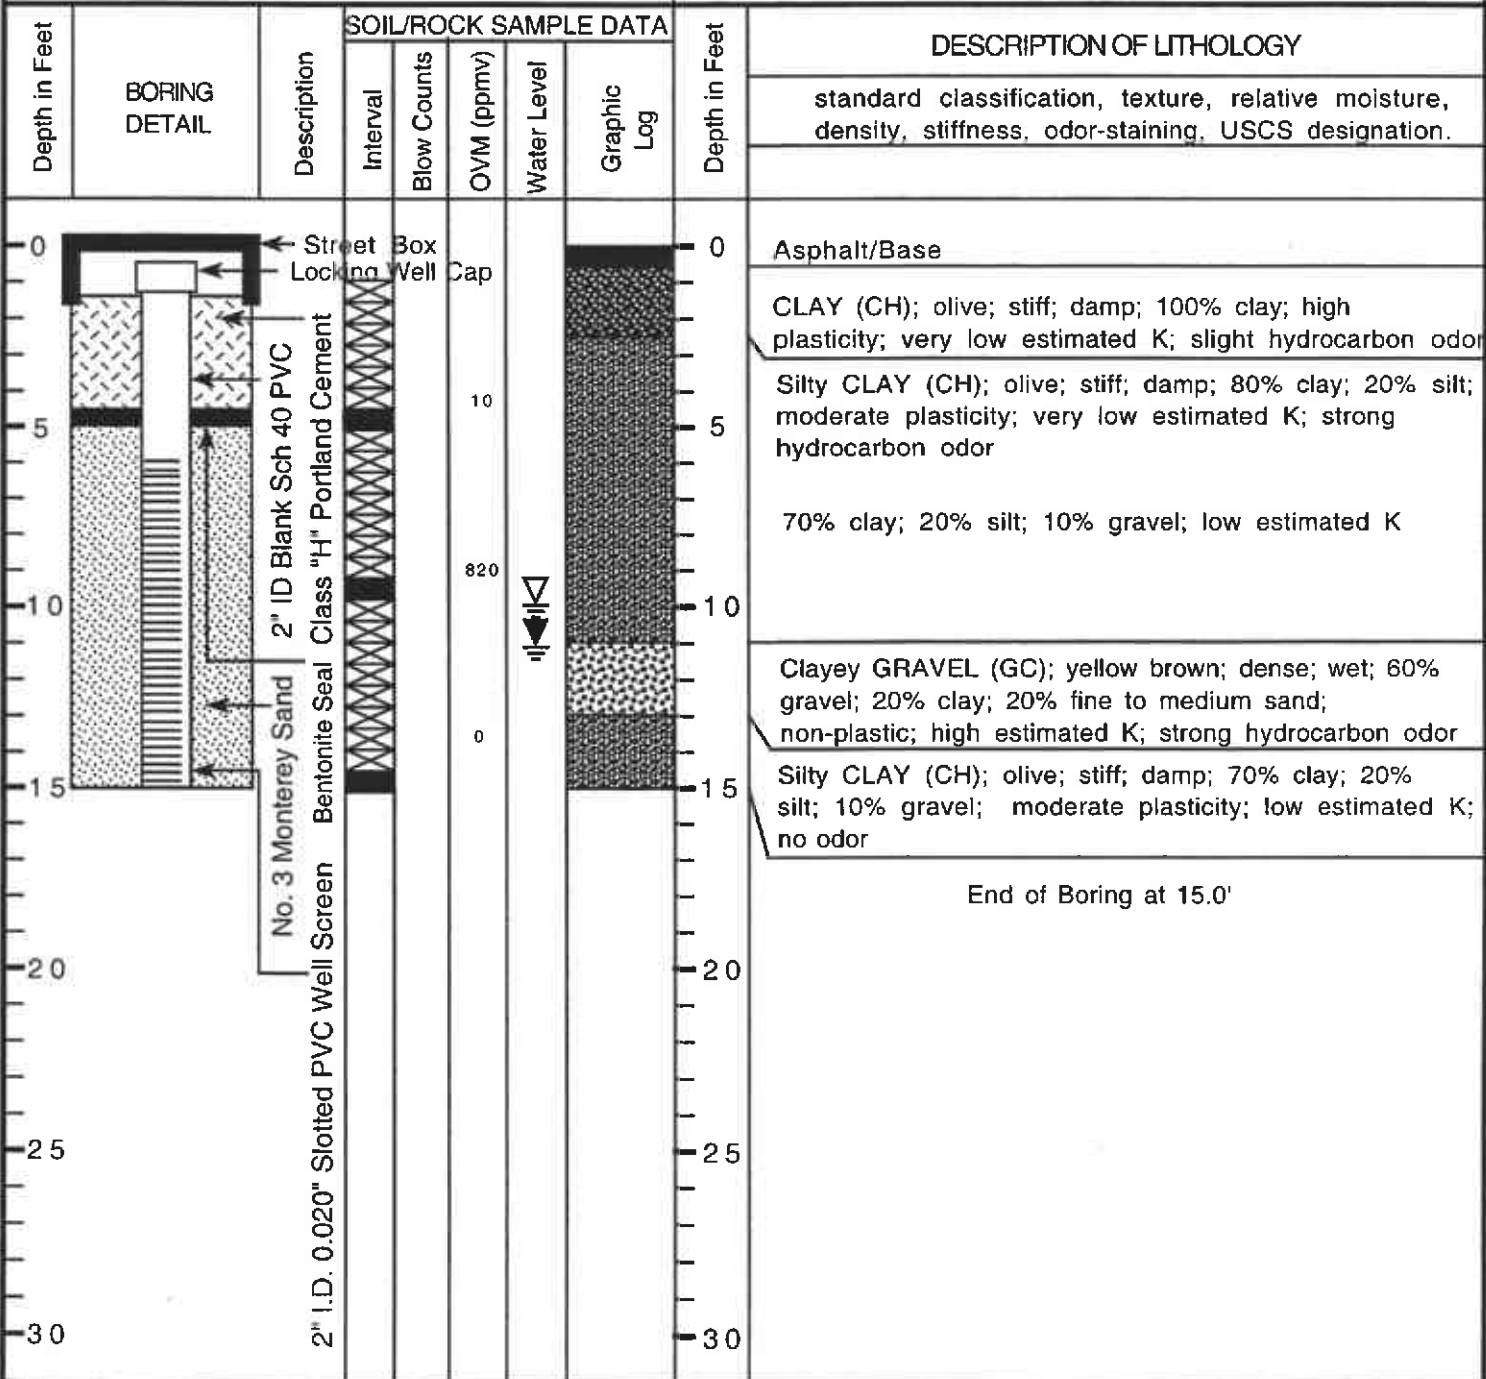 SOIL/ROCK SAMPLE DATA
Depth in Feet
BORING
DETAIL
Description
Interval
Blow Counts
OVM (ppmv)
Water Level
Graphic
Log
Depth in Feet
DESCRIPTION OF LITHOLOGY
standard classification, texture, relative moisture,
density, stiffness, odor-staining, USCS designation.
0
5
10
15
20
25
30
Street Box
Locking Well Cap
2" ID Blank Sch 40 PVC
Class "H" Portland Cement
Bentonite Seal
No. 3 Monterey Sand
2" I.D. 0.020" Slotted PVC Well Screen
10
820
0
0
5
10
15
20
25
30
Asphalt/Base
CLAY (CH); olive; stiff; damp; 100% clay; high
plasticity; very low estimated K; slight hydrocarbon odor
Silty CLAY (CH); olive; stiff; damp; 80% clay; 20% silt;
moderate plasticity; very low estimated K; strong
hydrocarbon odor
70% clay; 20% silt; 10% gravel; low estimated K
Clayey GRAVEL (GC); yellow brown; dense; wet; 60%
gravel; 20% clay; 20% fine to medium sand;
non-plastic; high estimated K; strong hydrocarbon odor
Silty CLAY (CH); olive; stiff; damp; 70% clay; 20%
silt; 10% gravel; moderate plasticity; low estimated K;
no odor
End of Boring at 15.0'